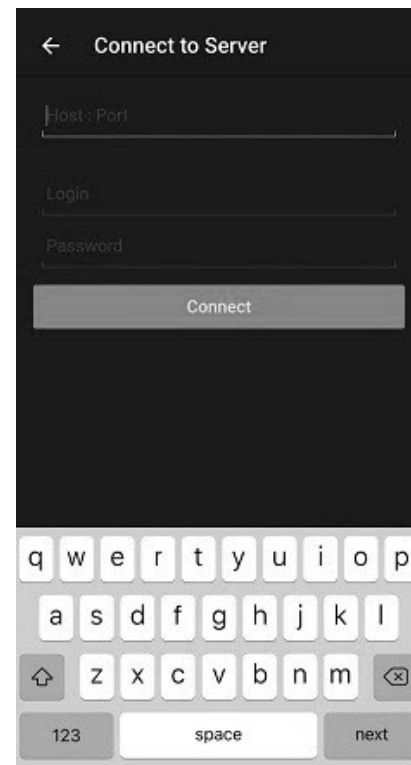 Connect to Server
Host : Port
Login
Password
Connect
q w e r t y u i o p
a s d f g h j k l
z x c v b n m
123 space next